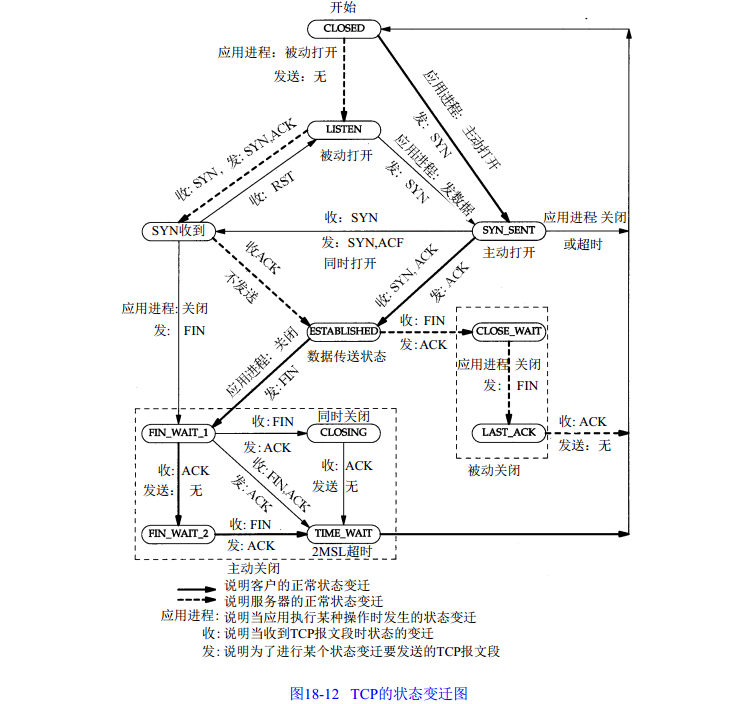 开始
CLOSED
应用进程：被动打开
发送：无
应用进程：主动打开
发：SYN
LISTEN
被动打开
收: SYN，发: SYN,ACK
收：RST
应用进程：发数据
发：SYN
SYN收到
收：SYN
发：SYN,ACF
同时打开
SYN_SENT
主动打开
应用进程 关闭
或超时
收ACK
不发送
收: SYN, ACK
发: ACK
应用进程: 关闭
发: FIN
ESTABLISHED
数据传送状态
收: FIN
发: ACK
CLOSE_WAIT
应用进程 关闭
发: FIN
LAST_ACK
收: ACK
发送：无
被动关闭
应用进程：关闭
发: FIN
FIN_WAIT_1
收: FIN
发: ACK
同时关闭
CLOSING
收: ACK
发送： 无
收: FIN,ACK
发: ACK
收: ACK
发送 无
FIN_WAIT_2
收: FIN
发: ACK
TIME_WAIT
2MSL超时
主动关闭
说明客户的正常状态变迁
说明服务器的正常状态变迁
应用进程: 说明当应用执行某种操作时发生的状态变迁
收: 说明当收到TCP报文段时状态的变迁
发: 说明为了进行某个状态变迁要发送的TCP报文段
图18-12 TCP的状态变迁图